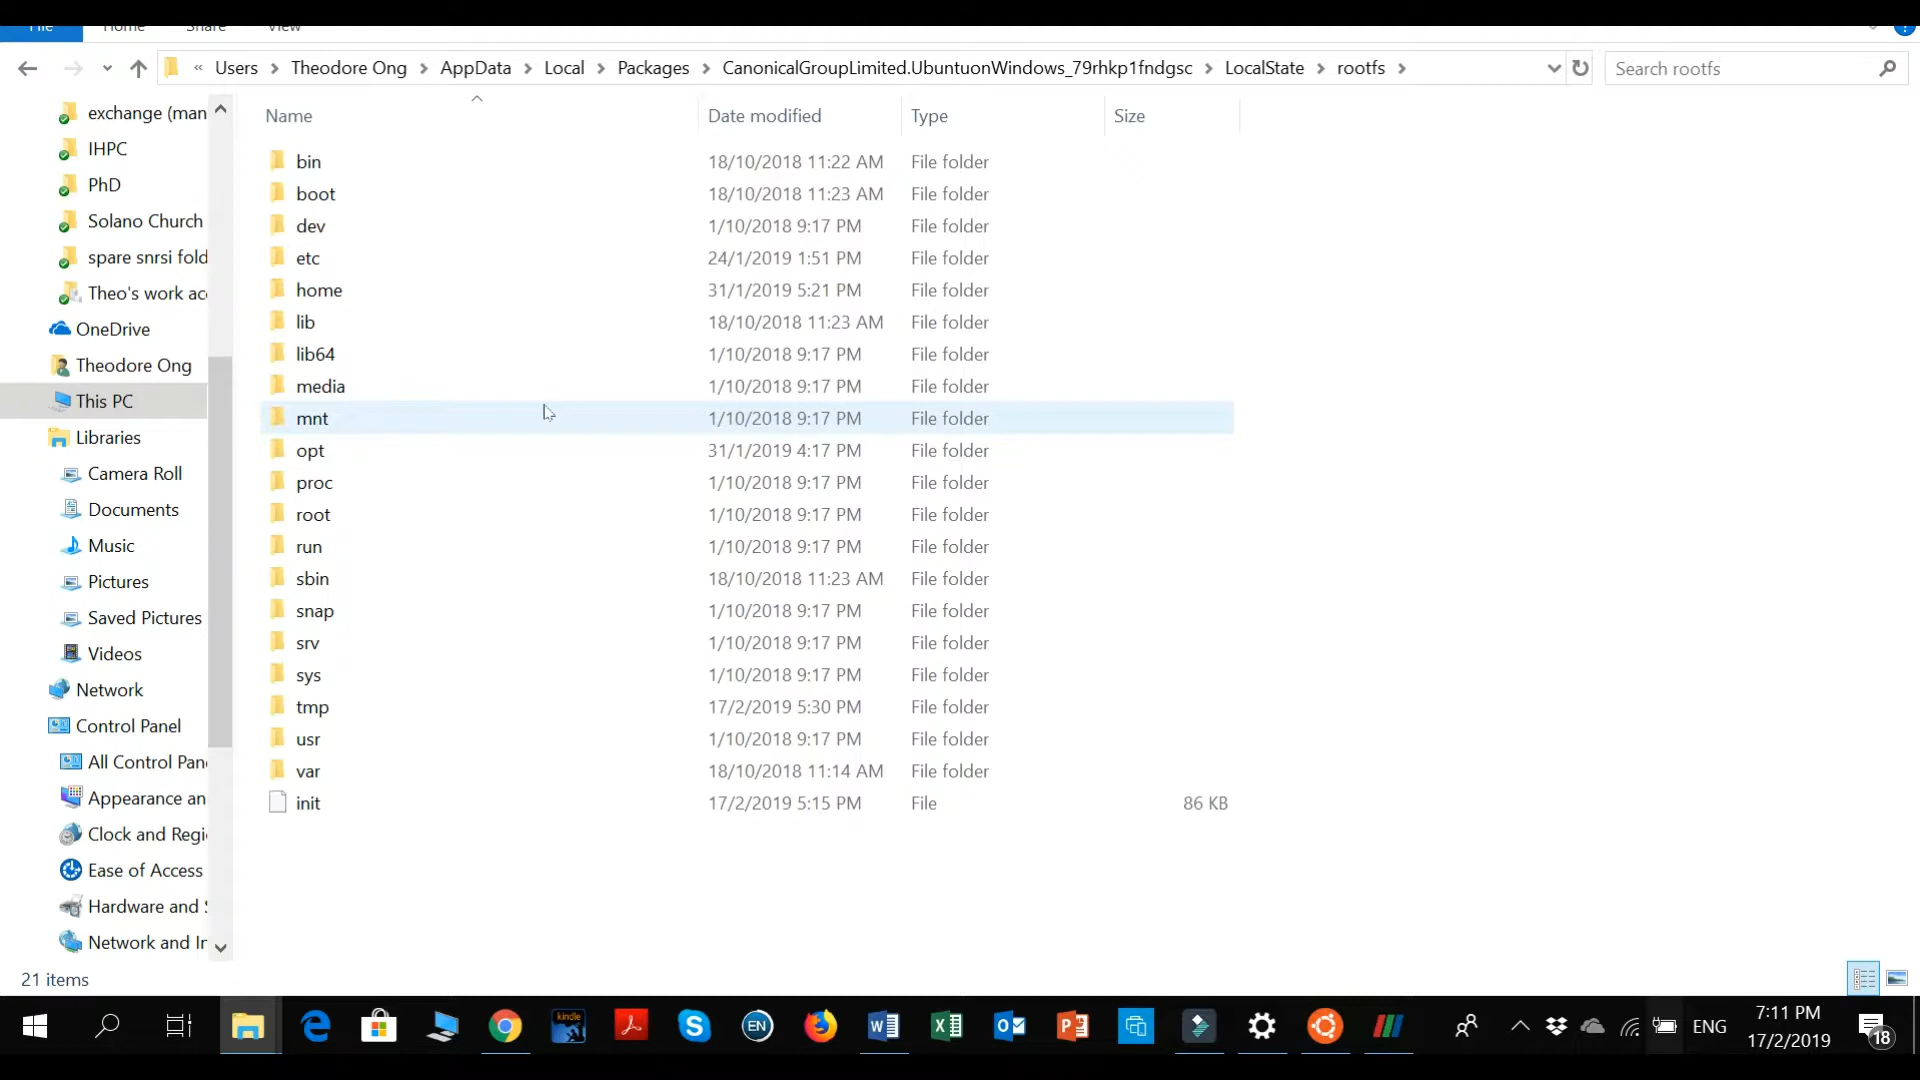 File Home Share View
« Users > Theodore Ong > AppData > Local > Packages > CanonicalGroupLimited.UbuntuonWindows_79rhkp1fndgsc > LocalState > rootfs >
Search rootfs
exchange (man
IHPC
PhD
Solano Church
spare snrsi fold
Theo's work ac
OneDrive
Theodore Ong
This PC
Libraries
Camera Roll
Documents
Music
Pictures
Saved Pictures
Videos
Network
Control Panel
All Control Pan
Appearance an
Clock and Regi
Ease of Access
Hardware and S
Network and In
Name Date modified Type Size
bin 18/10/2018 11:22 AM File folder
boot 18/10/2018 11:23 AM File folder
dev 1/10/2018 9:17 PM File folder
etc 24/1/2019 1:51 PM File folder
home 31/1/2019 5:21 PM File folder
lib 18/10/2018 11:23 AM File folder
lib64 1/10/2018 9:17 PM File folder
media 1/10/2018 9:17 PM File folder
mnt 1/10/2018 9:17 PM File folder
opt 31/1/2019 4:17 PM File folder
proc 1/10/2018 9:17 PM File folder
root 1/10/2018 9:17 PM File folder
run 1/10/2018 9:17 PM File folder
sbin 18/10/2018 11:23 AM File folder
snap 1/10/2018 9:17 PM File folder
srv 1/10/2018 9:17 PM File folder
sys 1/10/2018 9:17 PM File folder
tmp 17/2/2019 5:30 PM File folder
usr 1/10/2018 9:17 PM File folder
var 18/10/2018 11:14 AM File folder
init 17/2/2019 5:15 PM File 86 KB
21 items
kindle
EN
ENG
7:11 PM
17/2/2019
18